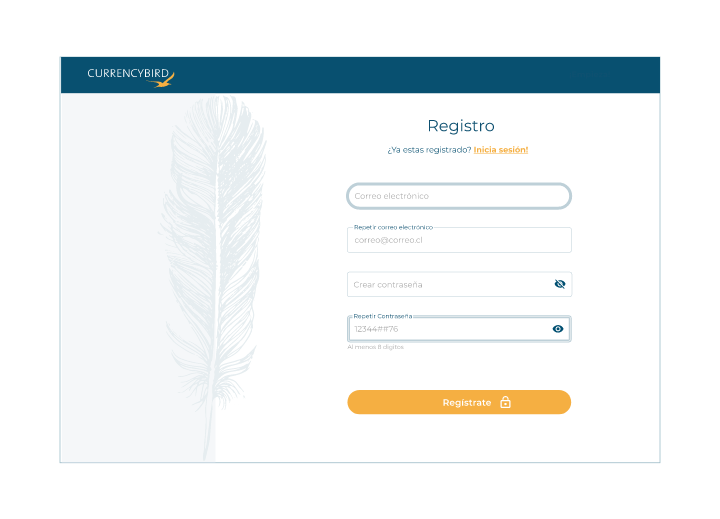 CURRENCYBIRD
Registro
¿Ya estas registrado? Inicia sesión!
Correo electrónico
Repetir correo electrónico
correo@correo.cl
Crear contraseña
Repetir Contraseña
12344##76
Al menos 8 digitos
Regístrate